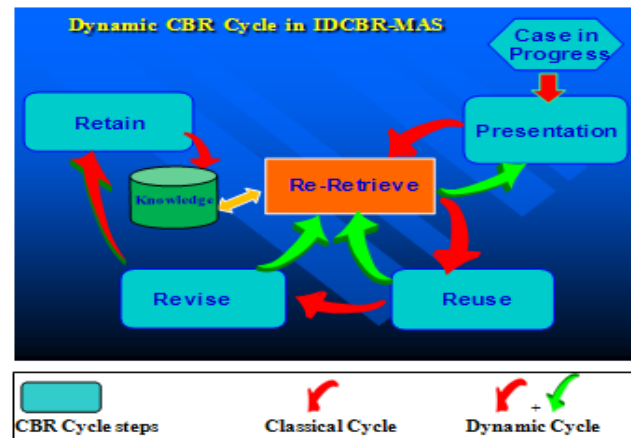 Dynamic CBR Cycle in IDCBR-MAS
Case in
Progress
Retain
Presentation
Re-Retrieve
Knowledge
Revise
Reuse
+
CBR Cycle steps
Classical Cycle
Dynamic Cycle